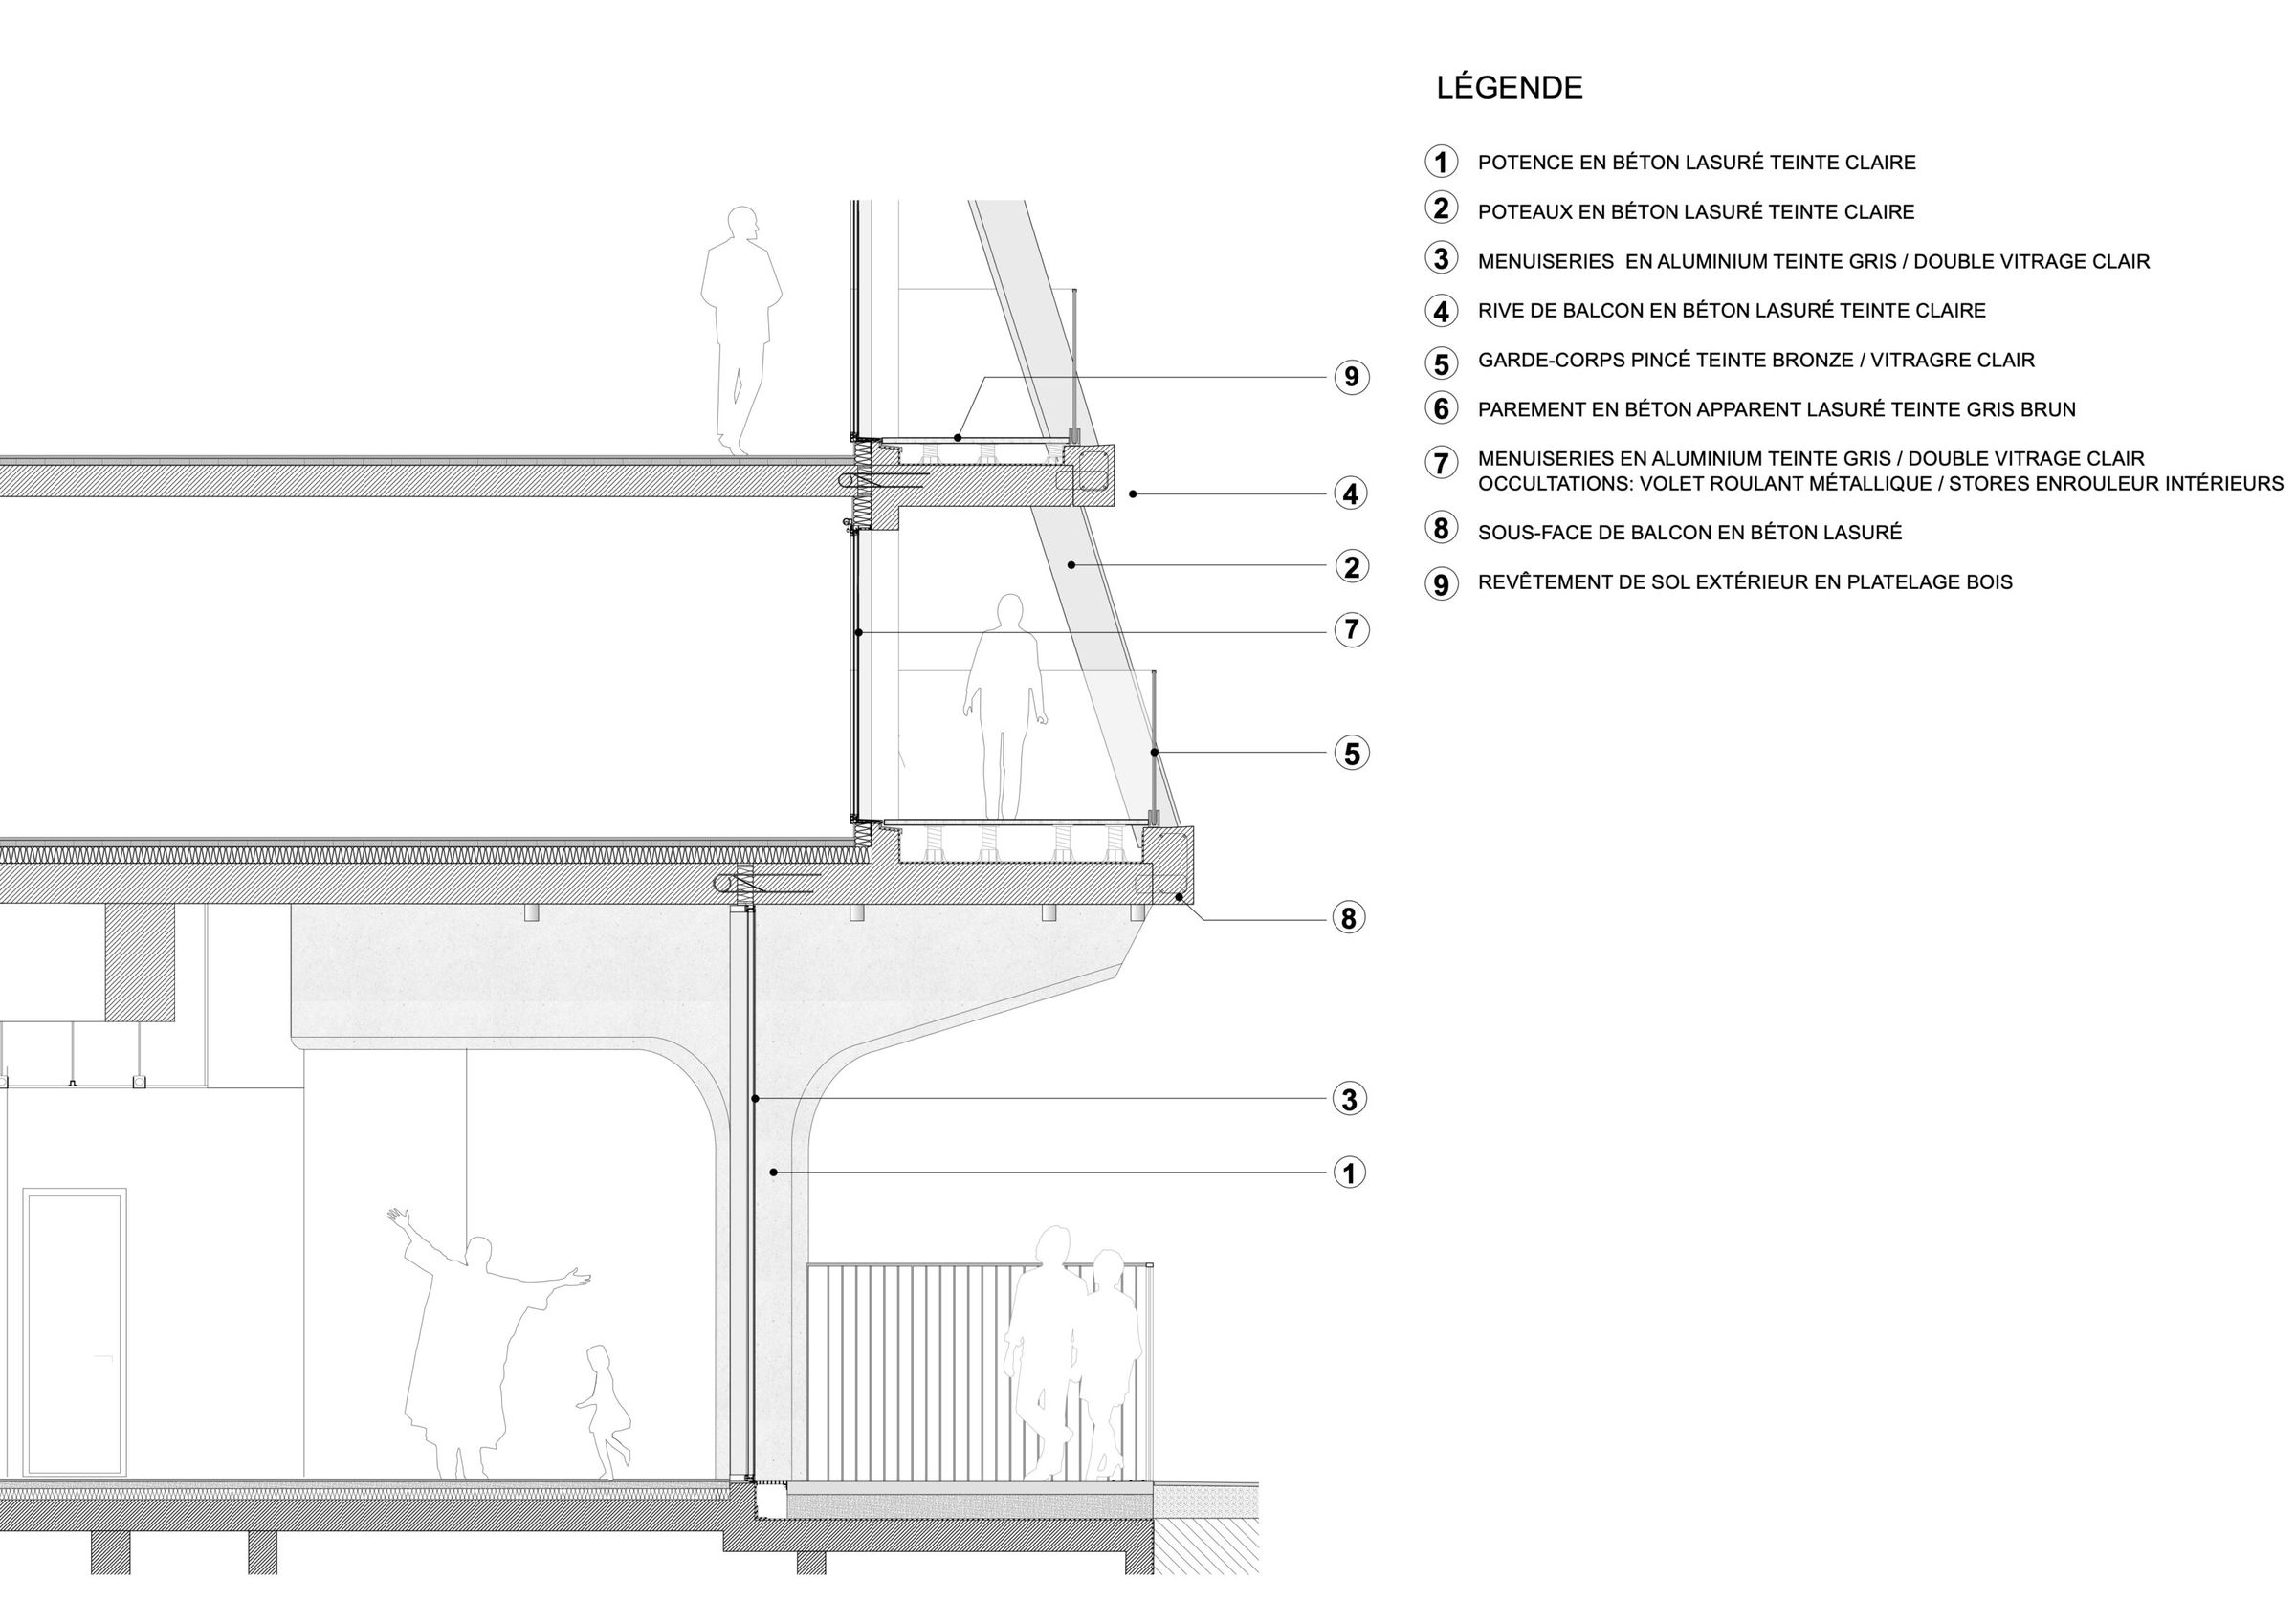 LÉGENDE
1 POTENCE EN BÉTON LASURÉ TEINTE CLAIRE
2 POTEAUX EN BÉTON LASURÉ TEINTE CLAIRE
3 MENUISERIES EN ALUMINIUM TEINTE GRIS / DOUBLE VITRAGE CLAIR
4 RIVE DE BALCON EN BÉTON LASURÉ TEINTE CLAIRE
5 GARDE-CORPS PINCÉ TEINTE BRONZE / VITRAGRE CLAIR
6 PAREMENT EN BÉTON APPARENT LASURÉ TEINTE GRIS BRUN
7 MENUISERIES EN ALUMINIUM TEINTE GRIS / DOUBLE VITRAGE CLAIR
OCCULTATIONS: VOLET ROULANT MÉTALLIQUE / STORES ENROULEUR INTÉRIEURS
8 SOUS-FACE DE BALCON EN BÉTON LASURÉ
9 REVÊTEMENT DE SOL EXTÉRIEUR EN PLATELAGE BOIS
9
4
2
7
5
8
3
1